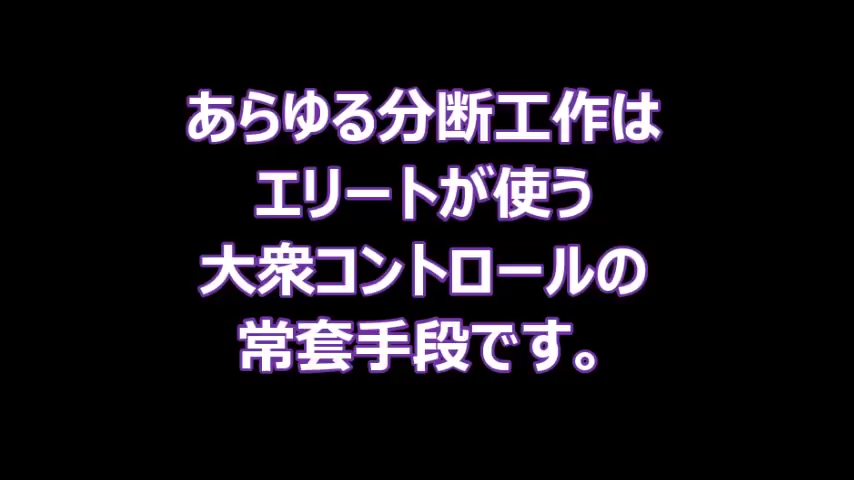 あらゆる分断工作は
エリートが使う
大衆コントロールの
常套手段です。